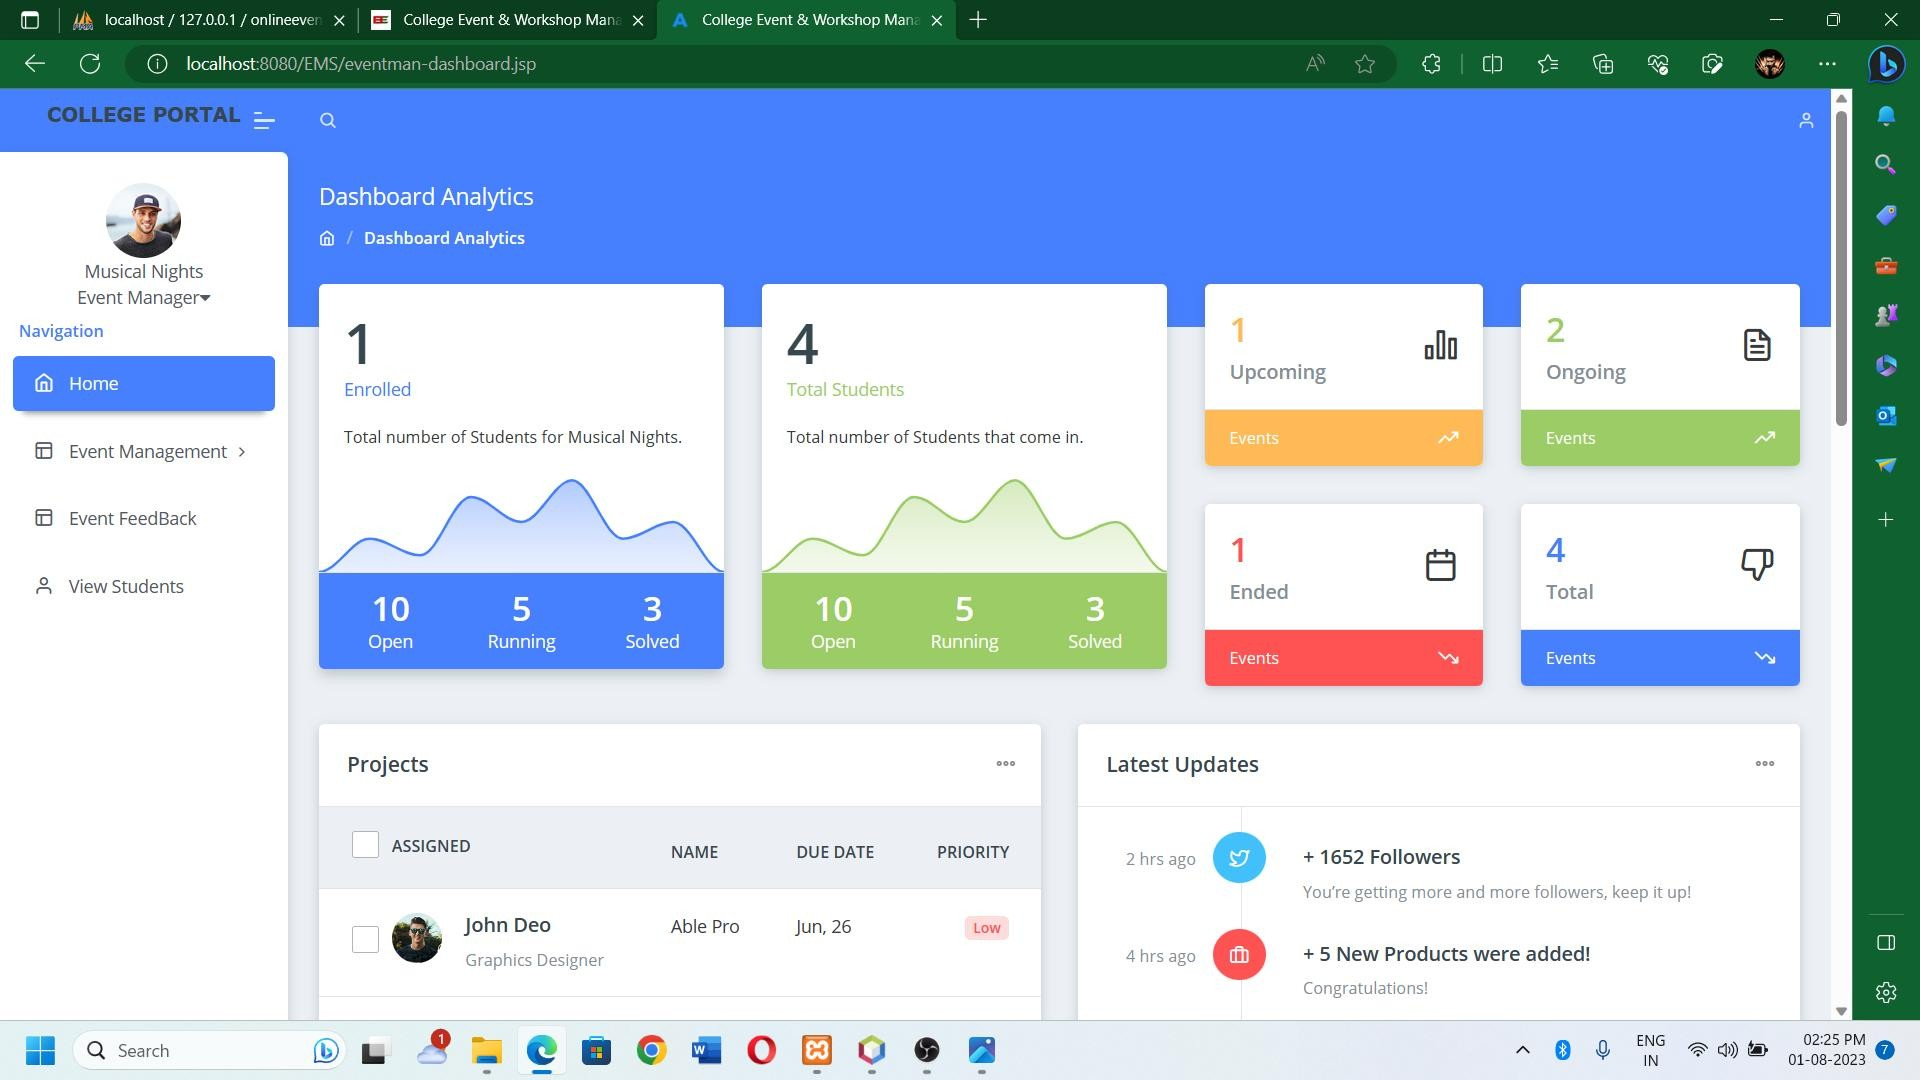 localhost / 127.0.0.1 / onlineeven
College Event & Workshop Mana
College Event & Workshop Mana
localhost:8080/EMS/eventman-dashboard.jsp
COLLEGE PORTAL
Musical Nights
Event Manager
Navigation
Home
Event Management
Event FeedBack
View Students
Dashboard Analytics
/ Dashboard Analytics
1
Enrolled
Total number of Students for Musical Nights.
10 5 3
Open Running Solved
4
Total Students
Total number of Students that come in.
10 5 3
Open Running Solved
1
Upcoming
Events
2
Ongoing
Events
1
Ended
Events
4
Total
Events
Projects
ASSIGNED NAME DUE DATE PRIORITY
John Deo Able Pro Jun, 26 Low
Graphics Designer
Latest Updates
2 hrs ago + 1652 Followers
You’re getting more and more followers, keep it up!
4 hrs ago + 5 New Products were added!
Congratulations!
Search
1
ENG
IN
02:25 PM
01-08-2023
7